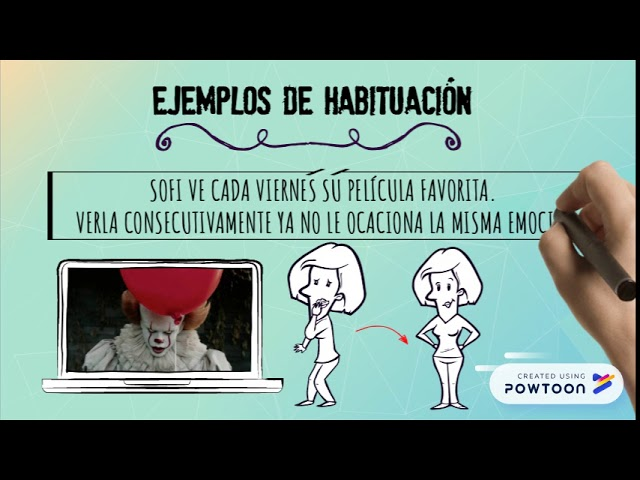 EJEMPLOS DE HABITUACIÓN
SOFI VE CADA VIERNES SU PELÍCULA FAVORITA.
VERLA CONSECUTIVAMENTE YA NO LE OCACIONA LA MISMA EMOCI
CREATED USING
POWTOON